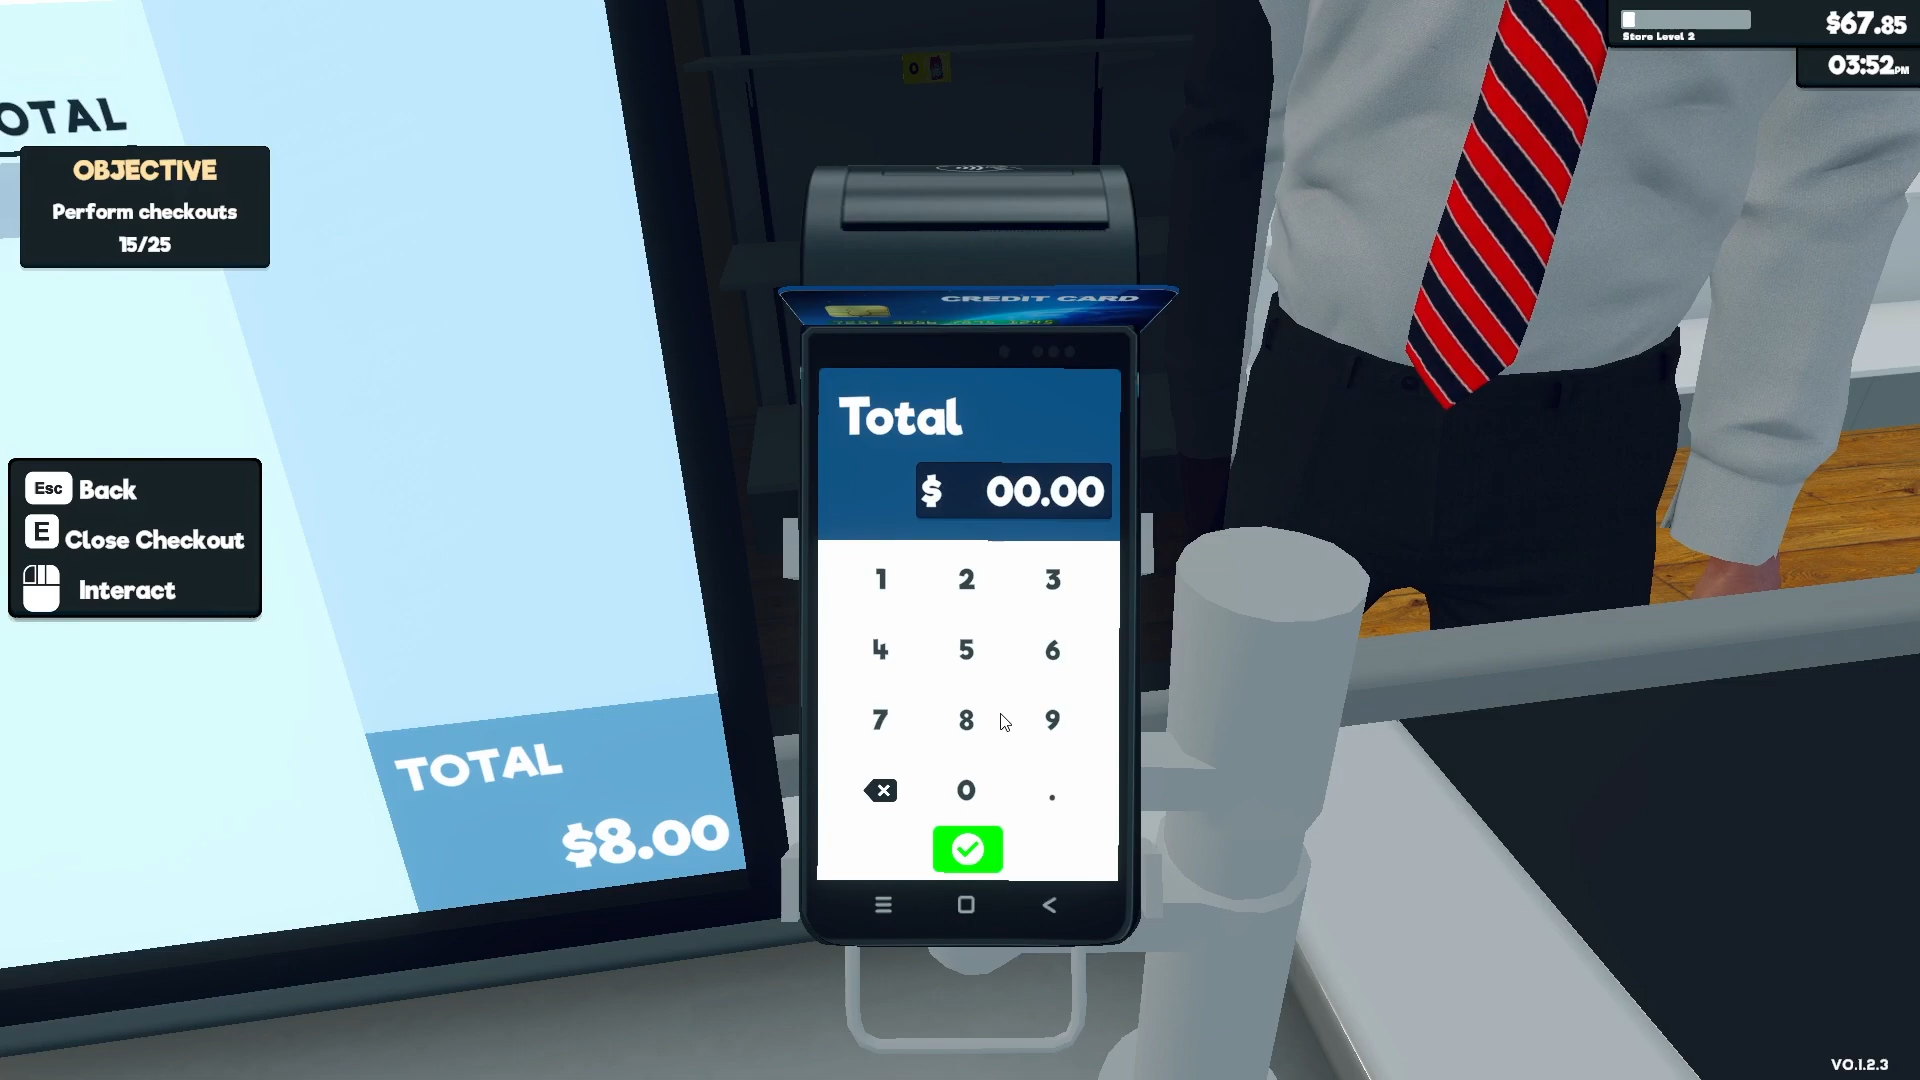 $67.85
Store Level 2
03:52PM
0
OTAL
OBJECTIVE
Perform checkouts
15/25
CREDIT CARD
Total
$ 00.00
Esc Back
E Close Checkout
Interact
1 2 3
4 5 6
7 8 9
0 .
TOTAL
$8.00
V0.1.2.3